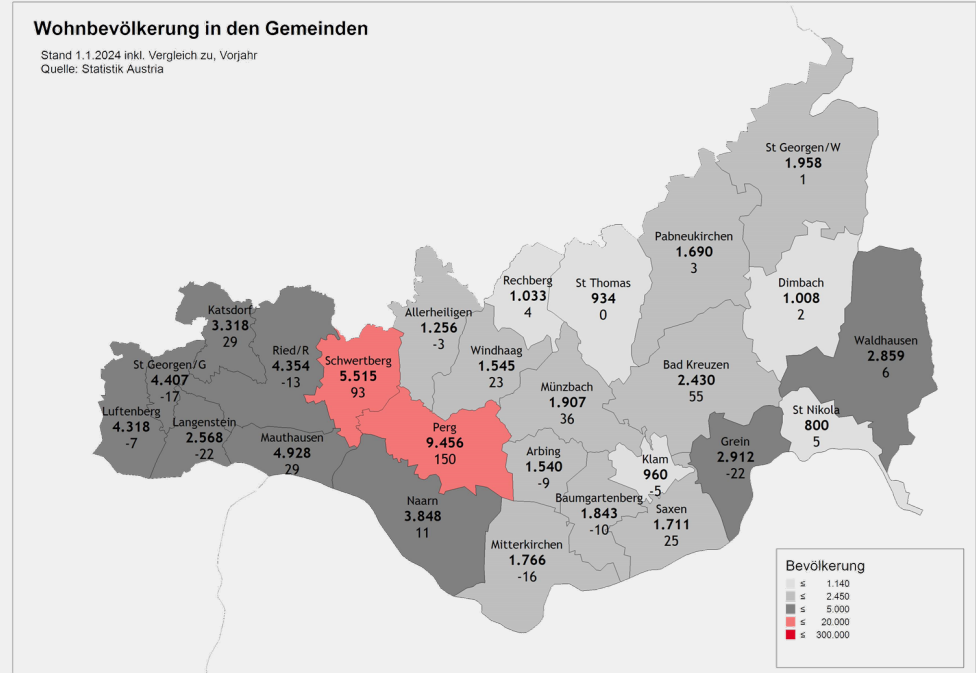 Wohnbevölkerung in den Gemeinden
Stand 1.1.2024 inkl. Vergleich zu, Vorjahr
Quelle: Statistik Austria
St Georgen/W
1.958
1
Pabneukirchen
1.690
3
Rechberg
1.033
4
St Thomas
934
0
Dimbach
1.008
2
Katsdorf
3.318
29
Allerheiligen
1.256
-3
Waldhausen
2.859
6
Ried/R
4.354
-13
Windhaag
1.545
23
Schwertberg
5.515
93
St Georgen/G
4.407
-17
Bad Kreuzen
2.430
55
Münzbach
1.907
36
Luftenberg
4.318
-7
Langenstein
2.568
-22
St Nikola
800
5
Perg
9.456
150
Mauthausen
4.928
29
Grein
2.912
-22
Arbing
1.540
-9
Klam
960
-5
Naarn
3.848
11
Baumgartenberg
1.843
-10
Saxen
1.711
25
Mitterkirchen
1.766
-16
Bevölkerung
≤ 1.140
≤ 2.450
≤ 5.000
≤ 20.000
≤ 300.000